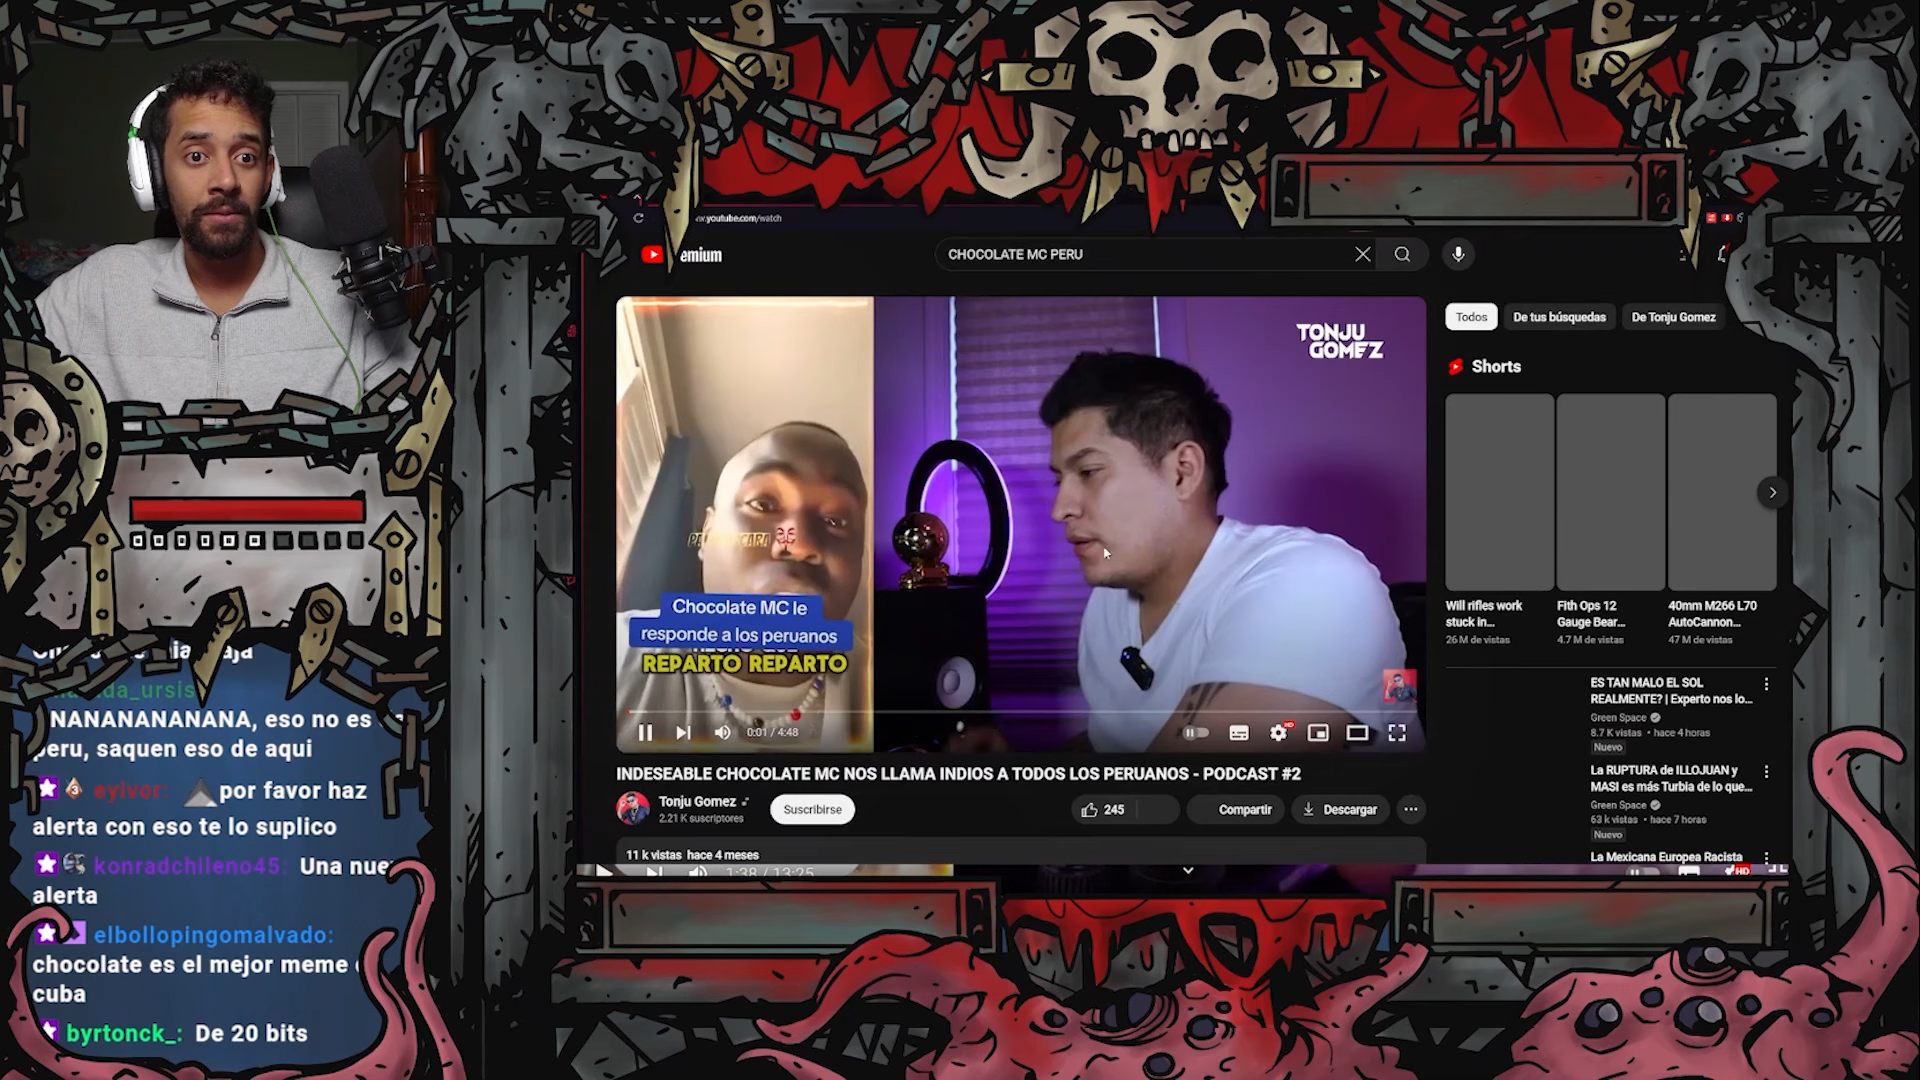 youtube.com/watch
emium
CHOCOLATE MC PERU
TONJU
GOMEZ
Chocolate MC le
responde a los peruanos
REPARTO REPARTO
0:01 / 4:48
INDESEABLE CHOCOLATE MC NOS LLAMA INDIOS A TODOS LOS PERUANOS - PODCAST #2
Tonju Gomez
2.21 K suscriptores
Suscribirse
245
Compartir
Descargar
11 k vistas hace 4 meses
1:38 / 13:25
HD
Todos
De tus búsquedas
De Tonju Gomez
Shorts
Will rifles work
stuck in...
26 M de vistas
Fith Ops 12
Gauge Bear...
4.7 M de vistas
40mm M266 L70
AutoCannon...
47 M de vistas
ES TAN MALO EL SOL
REALMENTE? | Experto nos lo...
Green Space
8.7 K vistas • hace 4 horas
Nuevo
La RUPTURA de ILLOJUAN y
MASI es más Turbia de lo que...
Green Space
63 k vistas • hace 7 horas
Nuevo
La Mexicana Europea Racista
NANANANANANA, eso no es
peru, saquen eso de aqui
eyivor: por favor haz
alerta con eso te lo suplico
konradchileno45: Una
alerta
elbollopingomalvado:
chocolate es el mejor meme
cuba
byrtonck_: De 20 bits